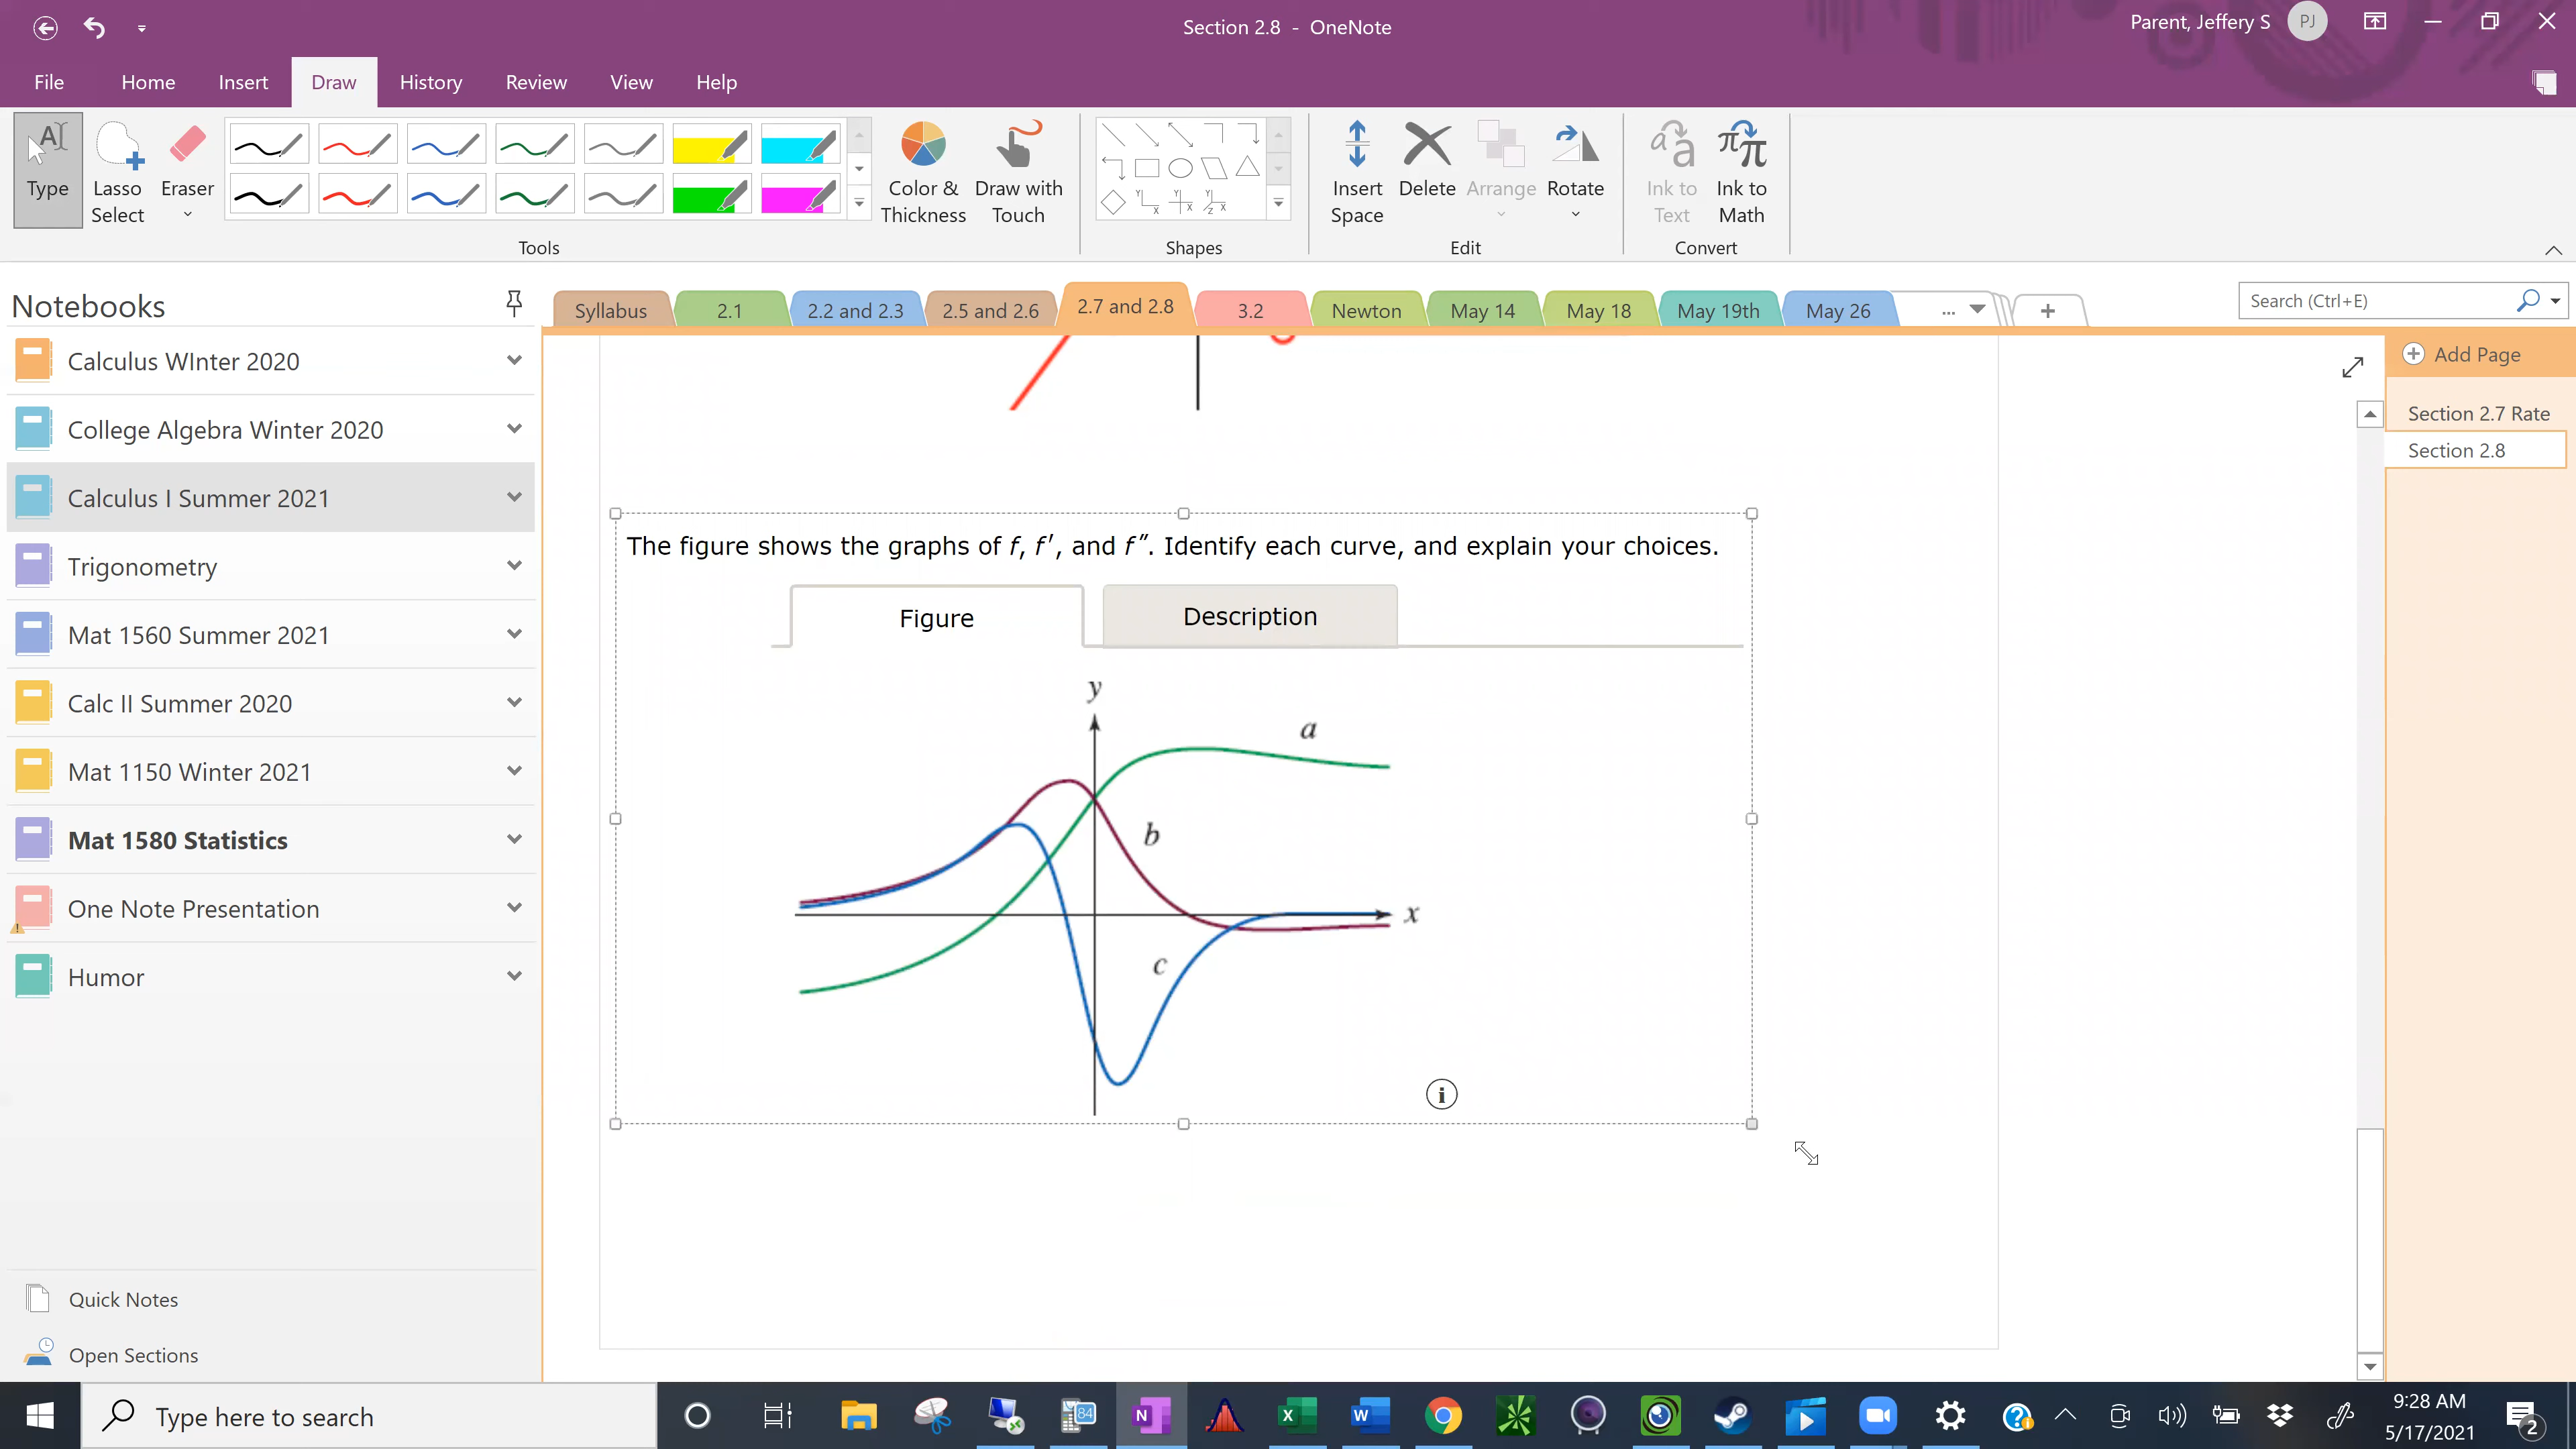 Section 2.8 - OneNote
Parent, Jeffery S
PJ
File Home Insert Draw History Review View Help
Type
Lasso Select
Eraser
Color & Thickness
Draw with Touch
Insert Space
Delete
Arrange
Rotate
Ink to Text
Ink to Math
Tools
Shapes
Edit
Convert
Notebooks
Syllabus 2.1 2.2 and 2.3 2.5 and 2.6 2.7 and 2.8 3.2 Newton May 14 May 18 May 19th May 26 ...
Search (Ctrl+E)
Calculus WInter 2020
College Algebra Winter 2020
Calculus I Summer 2021
Trigonometry
Mat 1560 Summer 2021
Calc II Summer 2020
Mat 1150 Winter 2021
Mat 1580 Statistics
One Note Presentation
Humor
Quick Notes
Open Sections
Add Page
Section 2.7 Rate
Section 2.8
The figure shows the graphs of f, f′, and f″. Identify each curve, and explain your choices.
Figure
Description
y
a
b
x
c
i
Type here to search
84
9:28 AM
5/17/2021
2